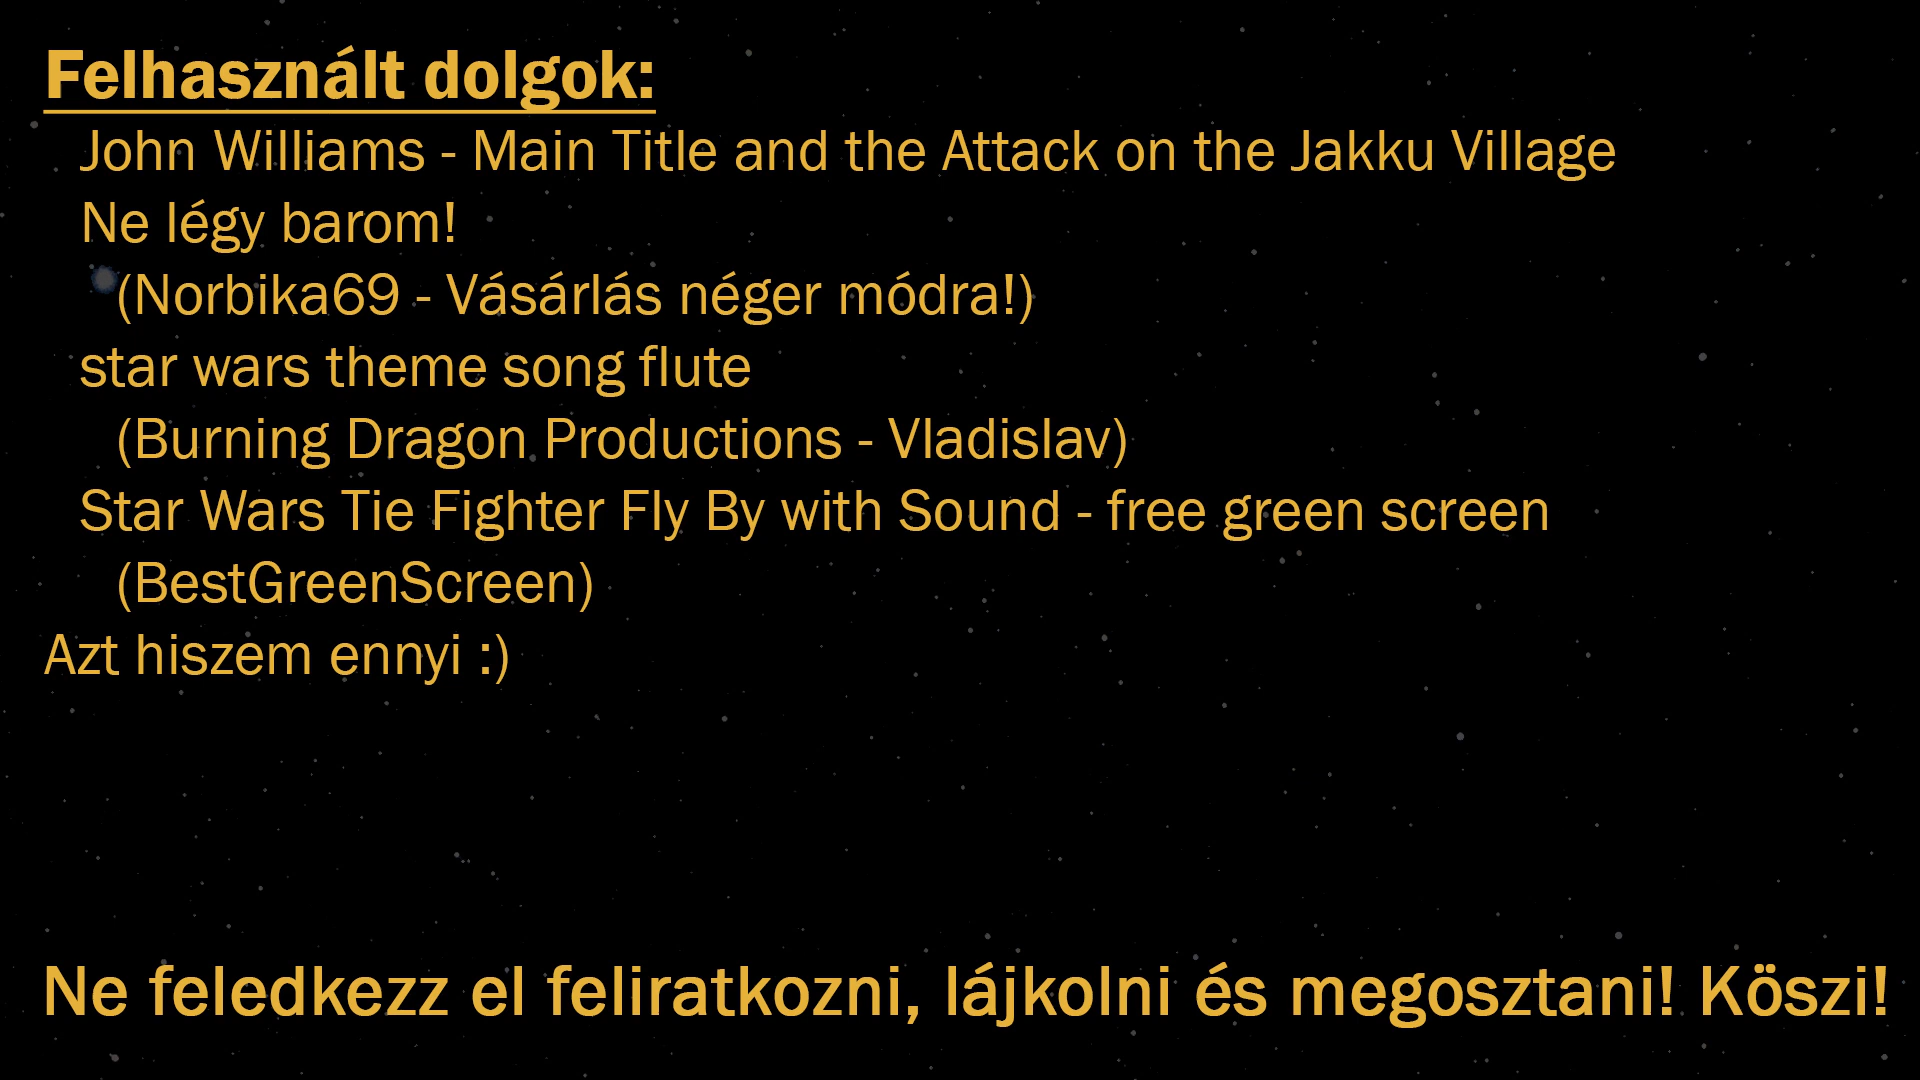 Felhasznált dolgok:
John Williams - Main Title and the Attack on the Jakku Village
Ne légy barom!
(Norbika69 - Vásárlás néger módra!)
star wars theme song flute
(Burning Dragon Productions - Vladislav)
Star Wars Tie Fighter Fly By with Sound - free green screen
(BestGreenScreen)
Azt hiszem ennyi :)
Ne feledkezz el feliratkozni, lájkolni és megosztani! Köszi!